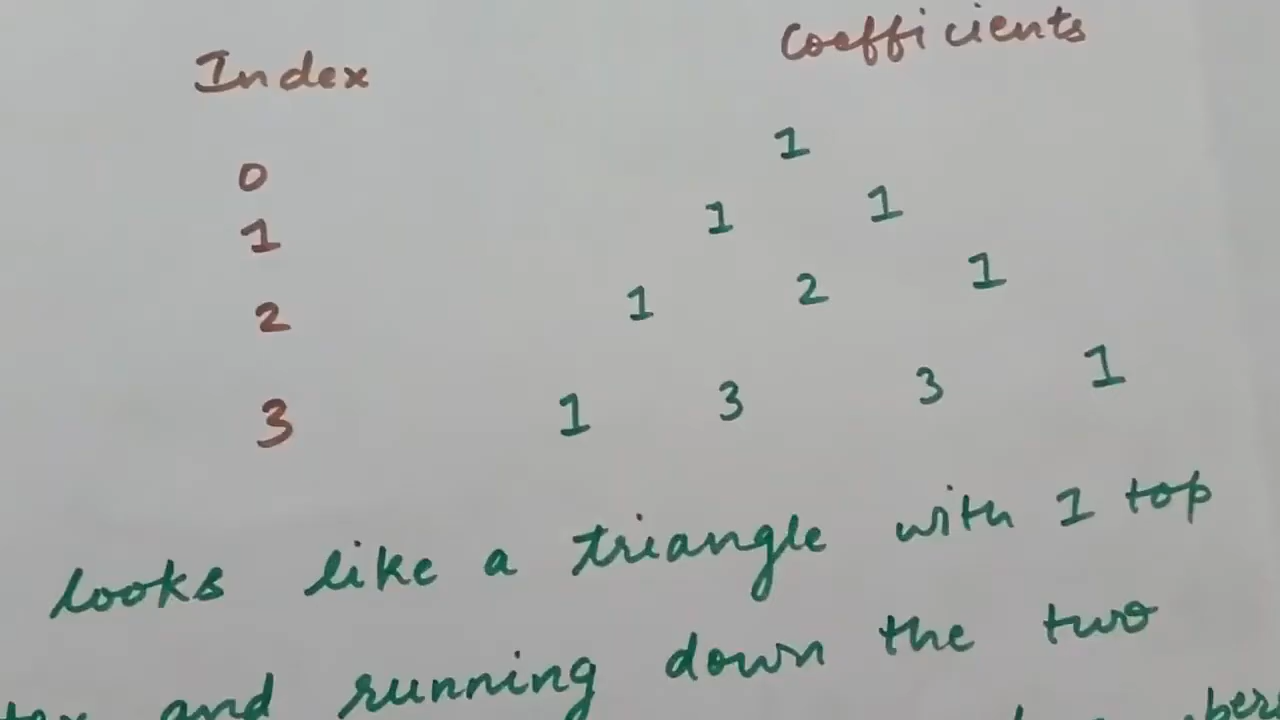 Index Coefficients
0 1
1 1 1
2 1 2 1
3 1 3 3 1
looks like a triangle with 1 top
and running down the two